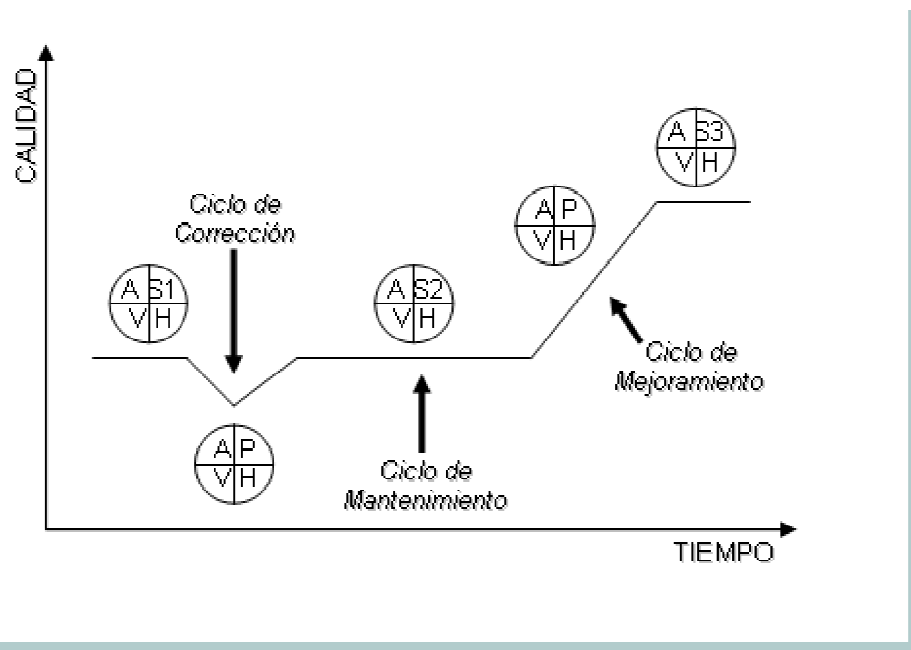 CALIDAD
A S3
V H
Ciclo de
Corrección
A P
V H
A S1
V H
A S2
V H
Ciclo de
Mejoramiento
A P
V H
Ciclo de
Mantenimiento
TIEMPO